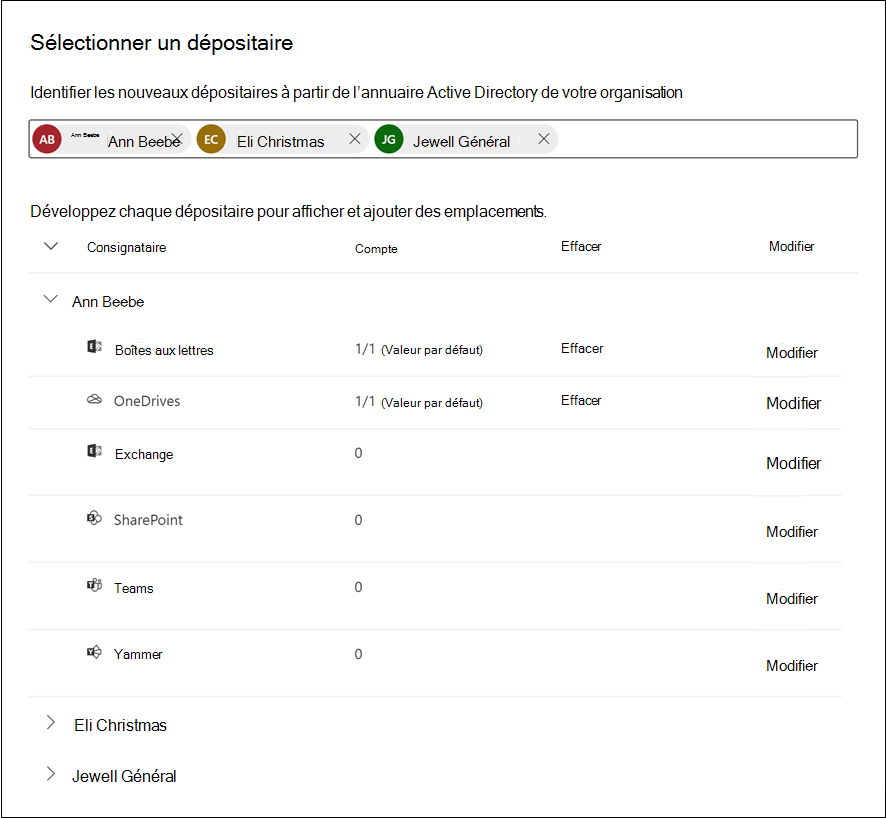 Sélectionner un dépositaire
Identifier les nouveaux dépositaires à partir de l’annuaire Active Directory de votre organisation
AB Ann Beebe Ann Beebe EC Eli Christmas JG Jewell Général
Développez chaque dépositaire pour afficher et ajouter des emplacements.
Consignataire Compte Effacer Modifier
Ann Beebe
Boîtes aux lettres 1/1 (Valeur par défaut) Effacer Modifier
OneDrives 1/1 (Valeur par défaut) Effacer Modifier
Exchange 0 Modifier
SharePoint 0 Modifier
Teams 0 Modifier
Yammer 0 Modifier
Eli Christmas
Jewell Général